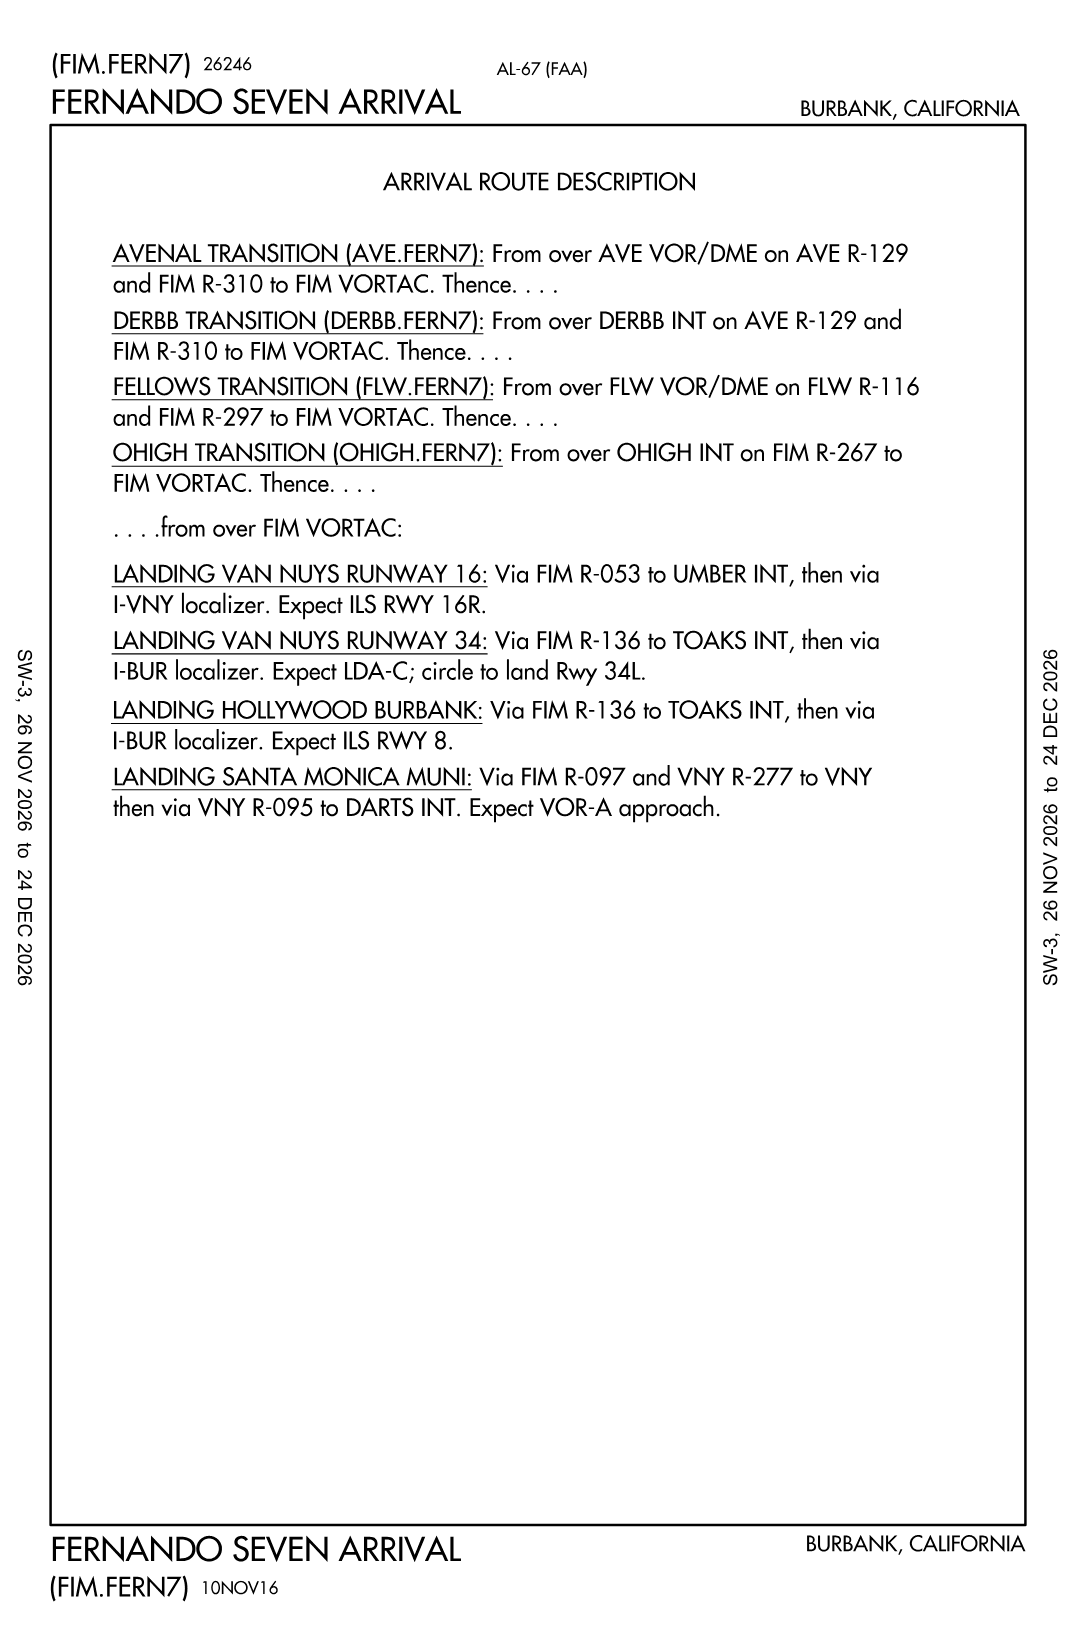 (FIM.FERN7) 26246
AL-67 (FAA)
FERNANDO SEVEN ARRIVAL
BURBANK, CALIFORNIA
ARRIVAL ROUTE DESCRIPTION
AVENAL TRANSITION (AVE.FERN7): From over AVE VOR/DME on AVE R-129
and FIM R-310 to FIM VORTAC. Thence. . . .
DERBB TRANSITION (DERBB.FERN7): From over DERBB INT on AVE R-129 and
FIM R-310 to FIM VORTAC. Thence. . . .
FELLOWS TRANSITION (FLW.FERN7): From over FLW VOR/DME on FLW R-116
and FIM R-297 to FIM VORTAC. Thence. . . .
OHIGH TRANSITION (OHIGH.FERN7): From over OHIGH INT on FIM R-267 to
FIM VORTAC. Thence. . . .
. . . .from over FIM VORTAC:
LANDING VAN NUYS RUNWAY 16: Via FIM R-053 to UMBER INT, then via
I-VNY localizer. Expect ILS RWY 16R.
LANDING VAN NUYS RUNWAY 34: Via FIM R-136 to TOAKS INT, then via
I-BUR localizer. Expect LDA-C; circle to land Rwy 34L.
LANDING HOLLYWOOD BURBANK: Via FIM R-136 to TOAKS INT, then via
I-BUR localizer. Expect ILS RWY 8.
LANDING SANTA MONICA MUNI: Via FIM R-097 and VNY R-277 to VNY
then via VNY R-095 to DARTS INT. Expect VOR-A approach.
SW-3, 26 NOV 2026 to 24 DEC 2026
SW-3, 26 NOV 2026 to 24 DEC 2026
FERNANDO SEVEN ARRIVAL
BURBANK, CALIFORNIA
(FIM.FERN7) 10NOV16